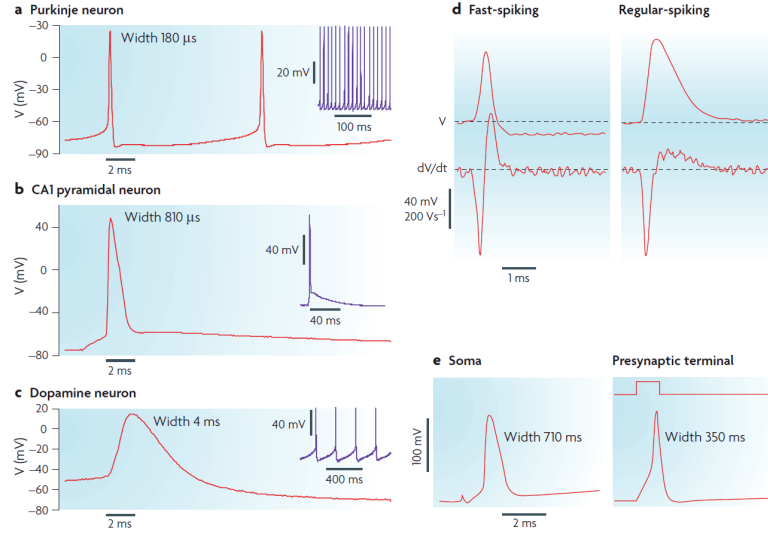 a Purkinje neuron
−30
0
−30
−60
−90
V (mV)
Width 180 µs
20 mV
100 ms
2 ms
b CA1 pyramidal neuron
40
0
−40
−80
V (mV)
Width 810 µs
40 mV
40 ms
2 ms
c Dopamine neuron
20
0
−20
−40
−60
−80
V (mV)
Width 4 ms
40 mV
400 ms
2 ms
d Fast-spiking
Regular-spiking
V
dV/dt
40 mV
200 Vs⁻¹
1 ms
e Soma
Presynaptic terminal
100 mV
Width 710 ms
Width 350 ms
2 ms